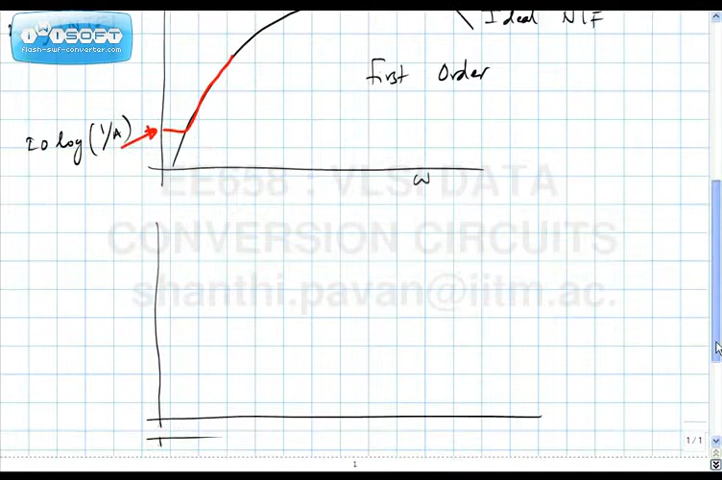 iWiSOFT
flash-swf-converter.com
Ideal NTF
First Order
20 log (1/A)
ω
EE658 : VLSI DATA
CONVERSION CIRCUITS
shanthi.pavan@iitm.ac.
1/1
1